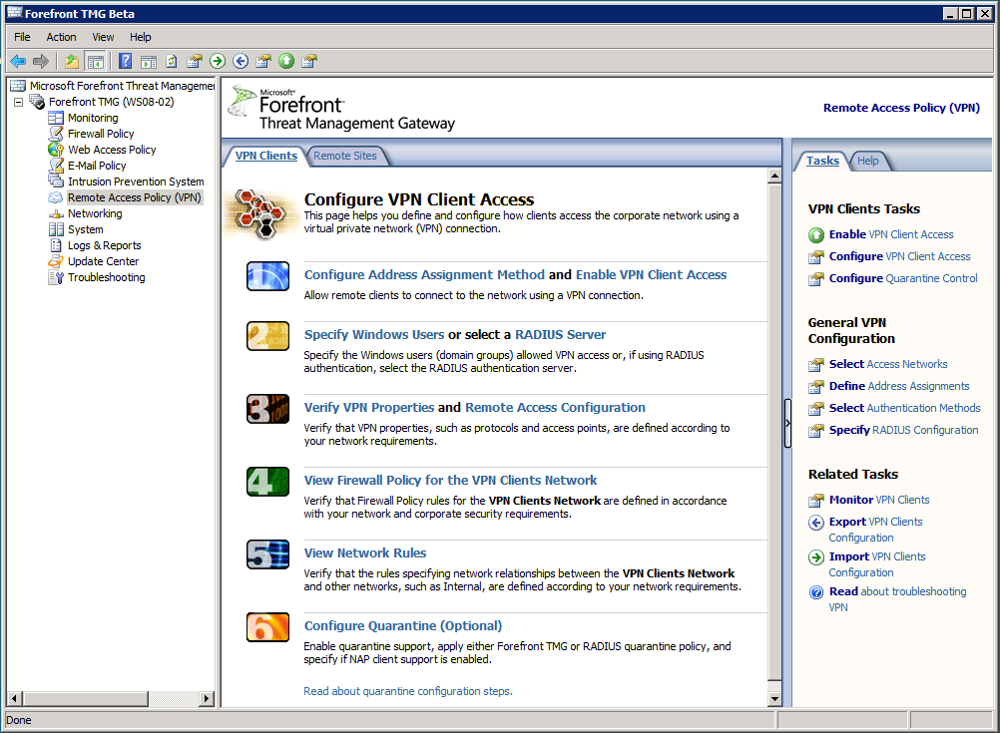 Forefront TMG Beta
File Action View Help
Microsoft Forefront Threat Managemen
Forefront TMG (WS08-02)
Monitoring
Firewall Policy
Web Access Policy
E-Mail Policy
Intrusion Prevention System
Remote Access Policy (VPN)
Networking
System
Logs & Reports
Update Center
Troubleshooting
Microsoft®
Forefront™
Threat Management Gateway
Remote Access Policy (VPN)
VPN Clients Remote Sites
Configure VPN Client Access
This page helps you define and configure how clients access the corporate network using a
virtual private network (VPN) connection.
1
Configure Address Assignment Method and Enable VPN Client Access
Allow remote clients to connect to the network using a VPN connection.
2
Specify Windows Users or select a RADIUS Server
Specify the Windows users (domain groups) allowed VPN access or, if using RADIUS
authentication, select the RADIUS authentication server.
3
Verify VPN Properties and Remote Access Configuration
Verify that VPN properties, such as protocols and access points, are defined according to
your network requirements.
4
View Firewall Policy for the VPN Clients Network
Verify that Firewall Policy rules for the VPN Clients Network are defined in accordance
with your network and corporate security requirements.
5
View Network Rules
Verify that the rules specifying network relationships between the VPN Clients Network
and other networks, such as Internal, are defined according to your network requirements.
6
Configure Quarantine (Optional)
Enable quarantine support, apply either Forefront TMG or RADIUS quarantine policy, and
specify if NAP client support is enabled.
Read about quarantine configuration steps.
Tasks Help
VPN Clients Tasks
Enable VPN Client Access
Configure VPN Client Access
Configure Quarantine Control
General VPN
Configuration
Select Access Networks
Define Address Assignments
Select Authentication Methods
Specify RADIUS Configuration
Related Tasks
Monitor VPN Clients
Export VPN Clients
Configuration
Import VPN Clients
Configuration
Read about troubleshooting
VPN
Done